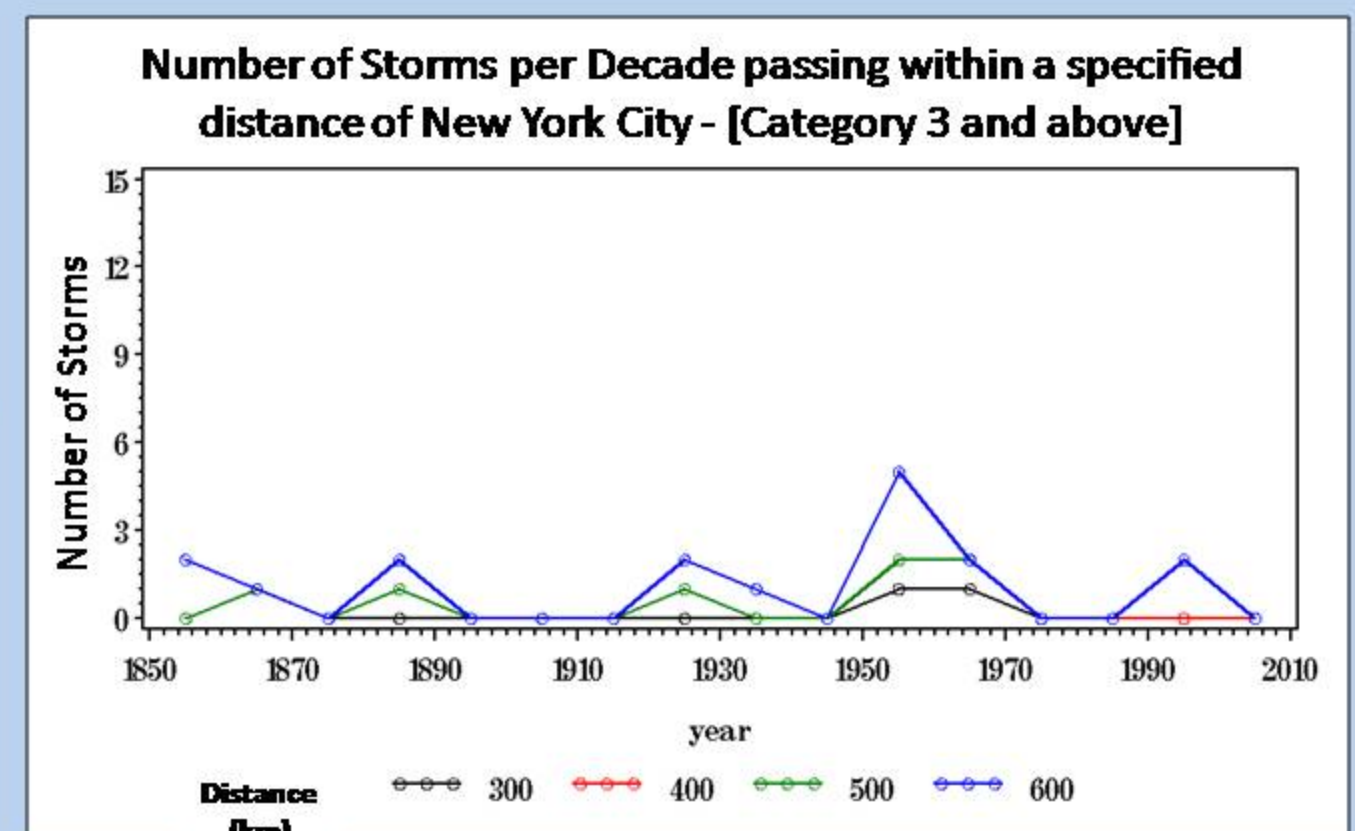 Number of Storms per Decade passing within a specified
distance of New York City - [Category 3 and above]
15
12
9
6
3
0
Number of Storms
1850 1870 1890 1910 1930 1950 1970 1990 2010
year
Distance 300 400 500 600
(km)